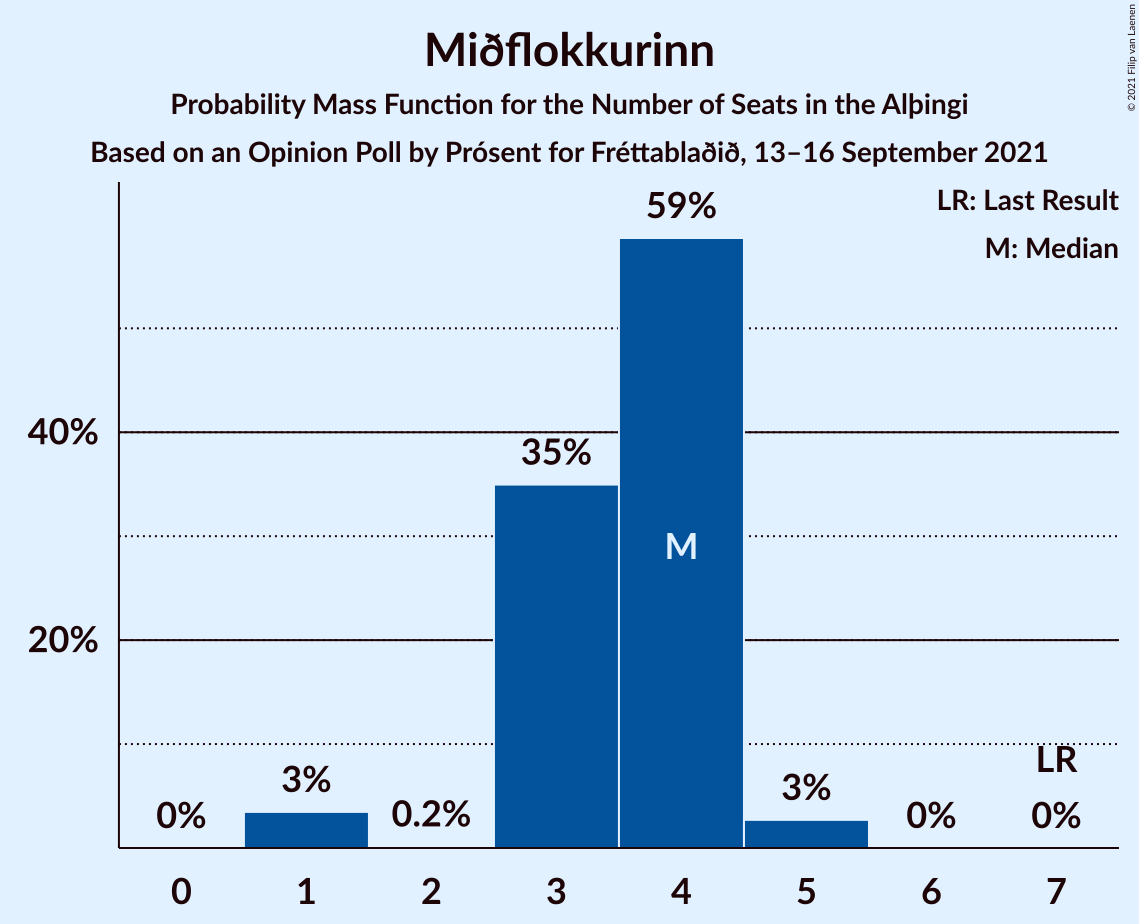 Miðflokkurinn
Probability Mass Function for the Number of Seats in the Alþingi
Based on an Opinion Poll by Prósent for Fréttablaðið, 13–16 September 2021
© 2021 Filip van Laenen
LR: Last Result
M: Median
40%
20%
0%
3%
0.2%
35%
59%
M
3%
0%
LR
0%
0 1 2 3 4 5 6 7